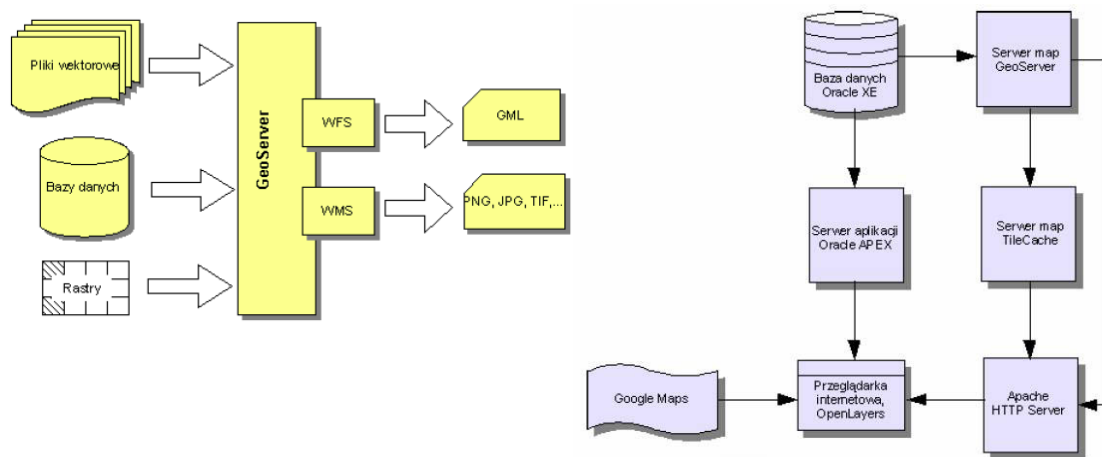 Pliki wektorowe
Bazy danych
Rastry
GeoServer
WFS
WMS
GML
PNG, JPG, TIF,...
Baza danych
Oracle XE
Server map
GeoServer
Server aplikacji
Oracle APEX
Server map
TileCache
Google Maps
Przeglądarka
internetowa,
OpenLayers
Apache
HTTP Server